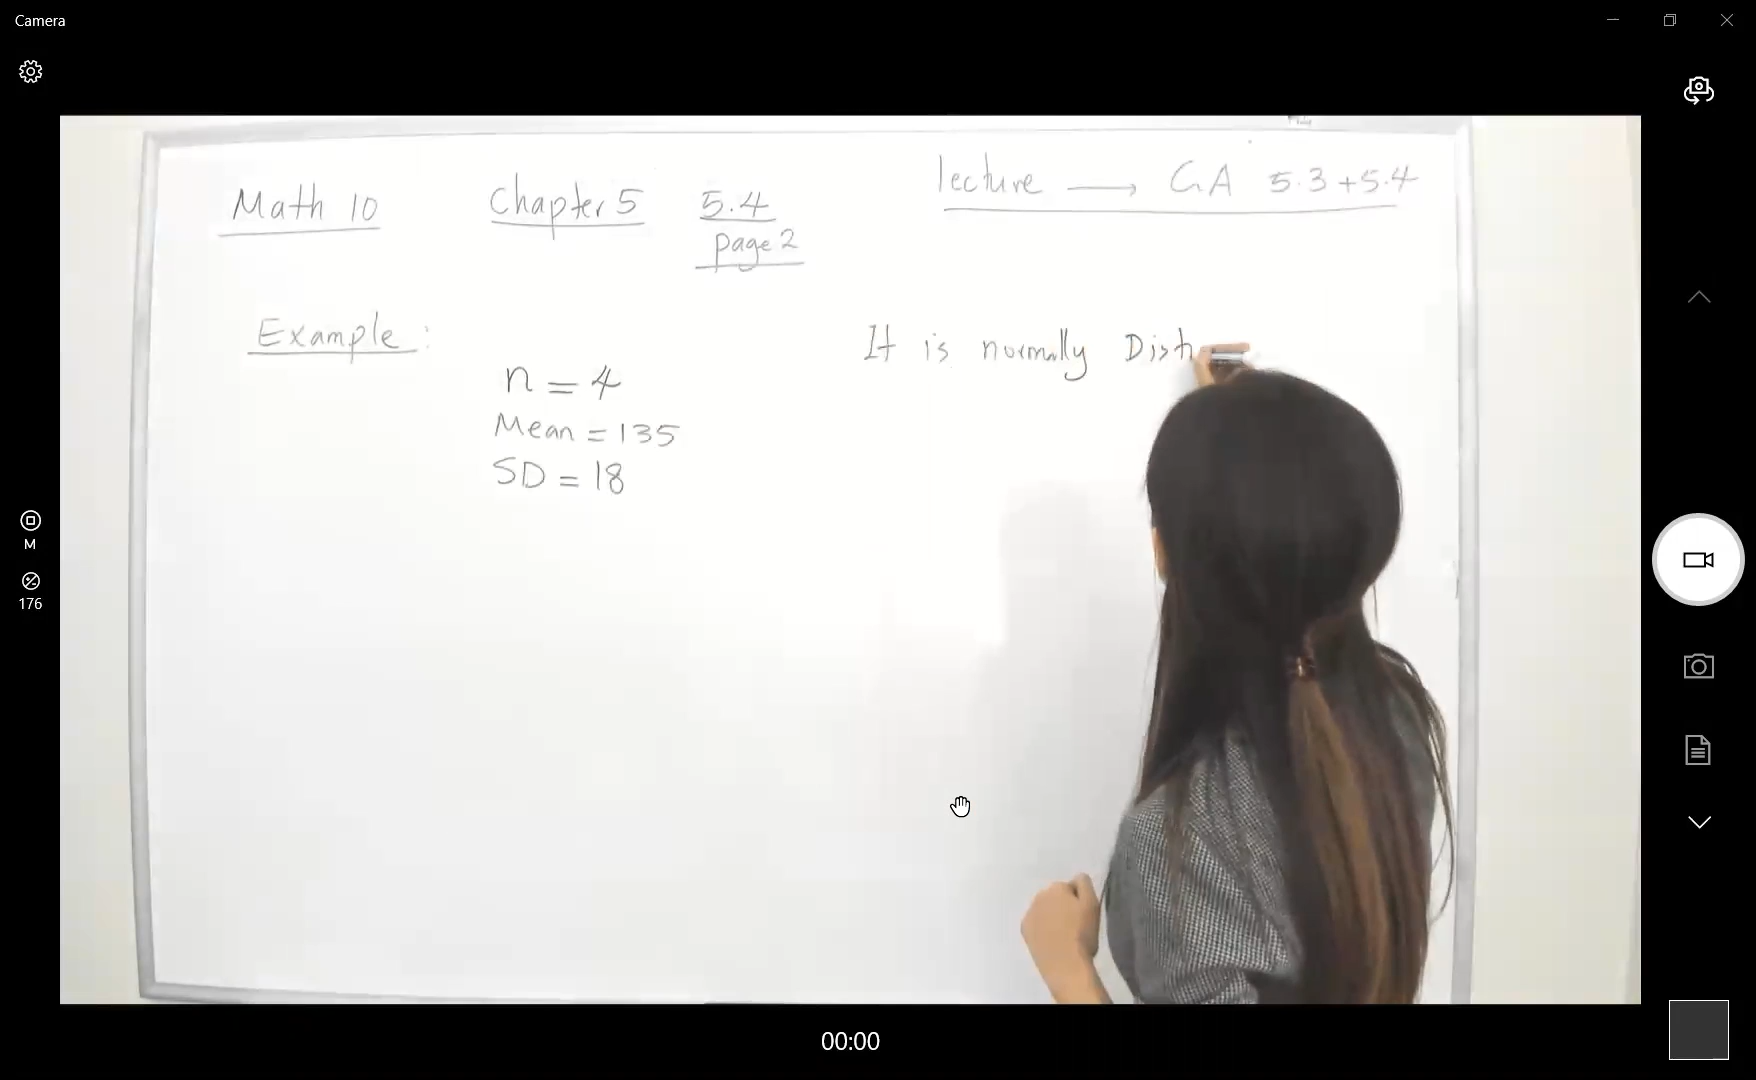 Camera
lecture → GA 5.3 + 5.4
Math 10 Chapter 5 5.4
page 2
Example :
It is normally Dist
n = 4
Mean = 135
SD = 18
M
176
00:00